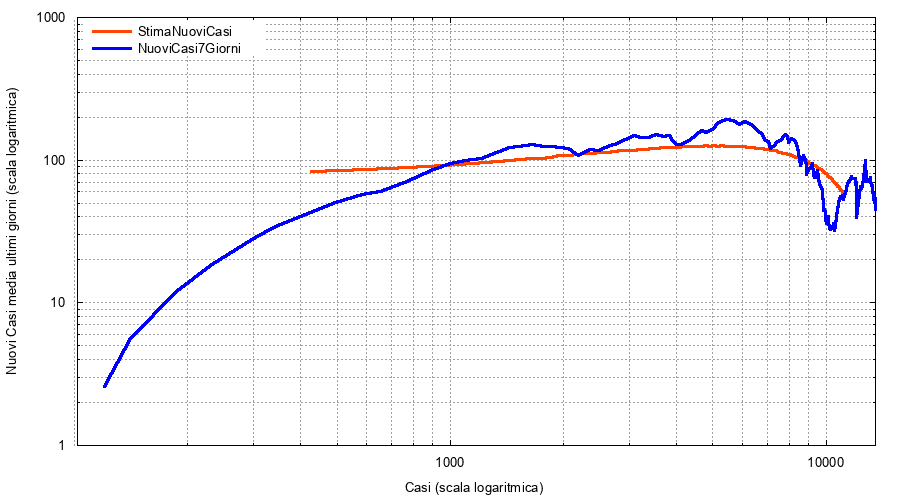 1000
StimaNuoviCasi
NuoviCasi7Giorni
100
10
1
1000
10000
Nuovi Casi media ultimi giorni (scala logaritmica)
Casi (scala logaritmica)